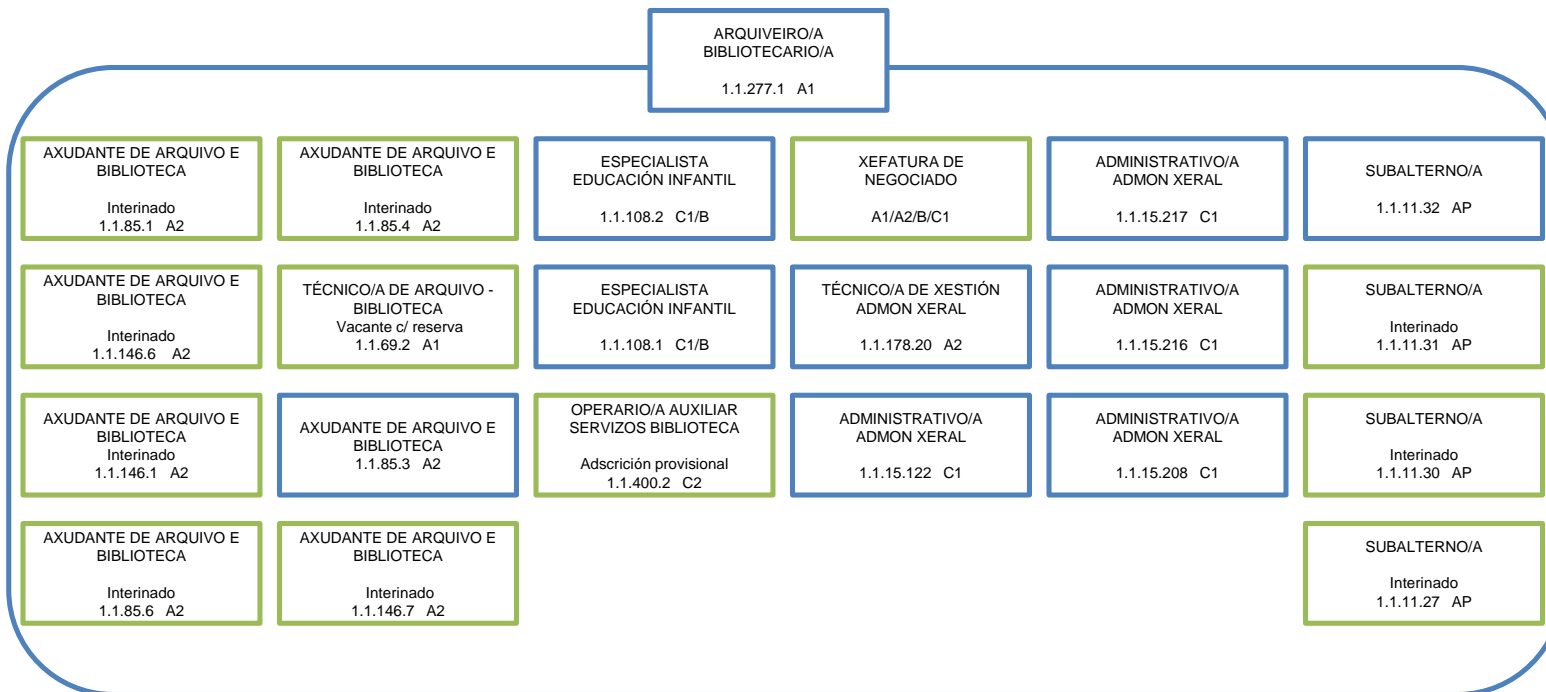 ARQUIVEIRO/A
BIBLIOTECARIO/A
1.1.277.1 A1
AXUDANTE DE ARQUIVO E
BIBLIOTECA
Interinado
1.1.85.1 A2
AXUDANTE DE ARQUIVO E
BIBLIOTECA
Interinado
1.1.85.4 A2
ESPECIALISTA
EDUCACIÓN INFANTIL
1.1.108.2 C1/B
XEFATURA DE
NEGOCIADO
A1/A2/B/C1
ADMINISTRATIVO/A
ADMON XERAL
1.1.15.217 C1
SUBALTERNO/A
1.1.11.32 AP
AXUDANTE DE ARQUIVO E
BIBLIOTECA
Interinado
1.1.146.6 A2
TÉCNICO/A DE ARQUIVO -
BIBLIOTECA
Vacante c/ reserva
1.1.69.2 A1
ESPECIALISTA
EDUCACIÓN INFANTIL
1.1.108.1 C1/B
TÉCNICO/A DE XESTIÓN
ADMON XERAL
1.1.178.20 A2
ADMINISTRATIVO/A
ADMON XERAL
1.1.15.216 C1
SUBALTERNO/A
Interinado
1.1.11.31 AP
AXUDANTE DE ARQUIVO E
BIBLIOTECA
Interinado
1.1.146.1 A2
AXUDANTE DE ARQUIVO E
BIBLIOTECA
1.1.85.3 A2
OPERARIO/A AUXILIAR
SERVIZOS BIBLIOTECA
Adscrición provisional
1.1.400.2 C2
ADMINISTRATIVO/A
ADMON XERAL
1.1.15.122 C1
ADMINISTRATIVO/A
ADMON XERAL
1.1.15.208 C1
SUBALTERNO/A
Interinado
1.1.11.30 AP
AXUDANTE DE ARQUIVO E
BIBLIOTECA
Interinado
1.1.85.6 A2
AXUDANTE DE ARQUIVO E
BIBLIOTECA
Interinado
1.1.146.7 A2
SUBALTERNO/A
Interinado
1.1.11.27 AP